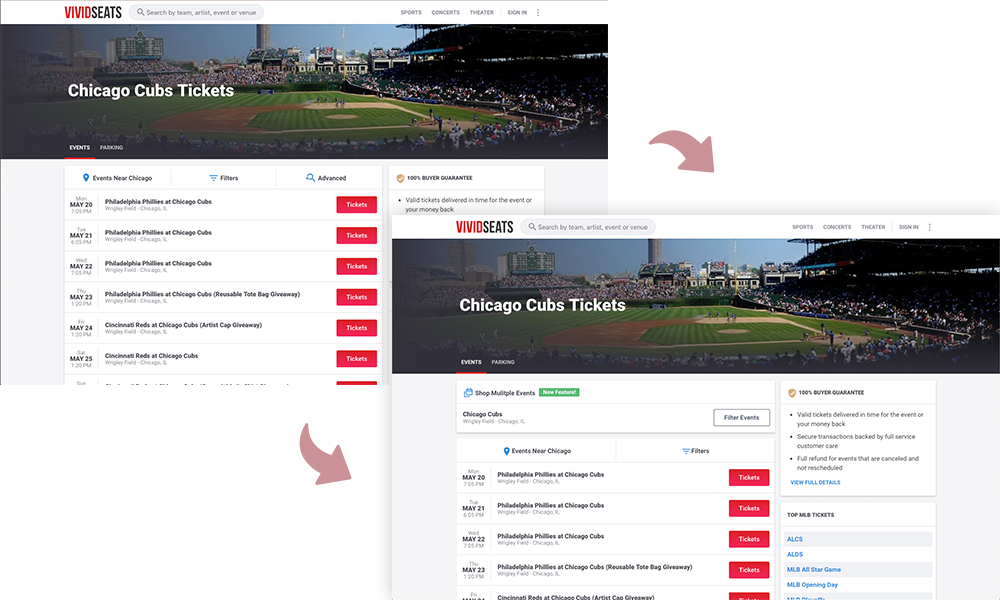 VIVIDSEATS
Search by team, artist, event or venue
SPORTS CONCERTS THEATER SIGN IN
Chicago Cubs Tickets
EVENTS PARKING
Events Near Chicago Filters Advanced
Mon
MAY 20
7:05 PM
Philadelphia Phillies at Chicago Cubs
Wrigley Field - Chicago, IL
Tickets
Tue
MAY 21
6:05 PM
Philadelphia Phillies at Chicago Cubs
Wrigley Field - Chicago, IL
Tickets
Wed
MAY 22
7:05 PM
Philadelphia Phillies at Chicago Cubs
Wrigley Field - Chicago, IL
Tickets
Thu
MAY 23
1:20 PM
Philadelphia Phillies at Chicago Cubs (Reusable Tote Bag Giveaway)
Wrigley Field - Chicago, IL
Tickets
Fri
MAY 24
1:20 PM
Cincinnati Reds at Chicago Cubs (Artist Cap Giveaway)
Wrigley Field - Chicago, IL
Tickets
Sat
MAY 25
1:20 PM
Cincinnati Reds at Chicago Cubs
Wrigley Field - Chicago, IL
Tickets
100% BUYER GUARANTEE
Valid tickets delivered in time for the event or
your money back
VIVIDSEATS
Search by team, artist, event or venue
SPORTS CONCERTS THEATER SIGN IN
Chicago Cubs Tickets
EVENTS PARKING
Shop Mulitple Events New Feature!
Chicago Cubs
Wrigley Field - Chicago, IL
Filter Events
Events Near Chicago Filters
Mon
MAY 20
7:05 PM
Philadelphia Phillies at Chicago Cubs
Wrigley Field - Chicago, IL
Tickets
Tue
MAY 21
6:05 PM
Philadelphia Phillies at Chicago Cubs
Wrigley Field - Chicago, IL
Tickets
Wed
MAY 22
7:05 PM
Philadelphia Phillies at Chicago Cubs
Wrigley Field - Chicago, IL
Tickets
Thu
MAY 23
1:20 PM
Philadelphia Phillies at Chicago Cubs (Reusable Tote Bag Giveaway)
Wrigley Field - Chicago, IL
Tickets
Cincinnati Reds at Chicago Cubs (Artist Cap Giveaway)
100% BUYER GUARANTEE
Valid tickets delivered in time for the event or
your money back
Secure transactions backed by full service
customer care
Full refund for events that are canceled and
not rescheduled
VIEW FULL DETAILS
TOP MLB TICKETS
ALCS
ALDS
MLB All Star Game
MLB Opening Day